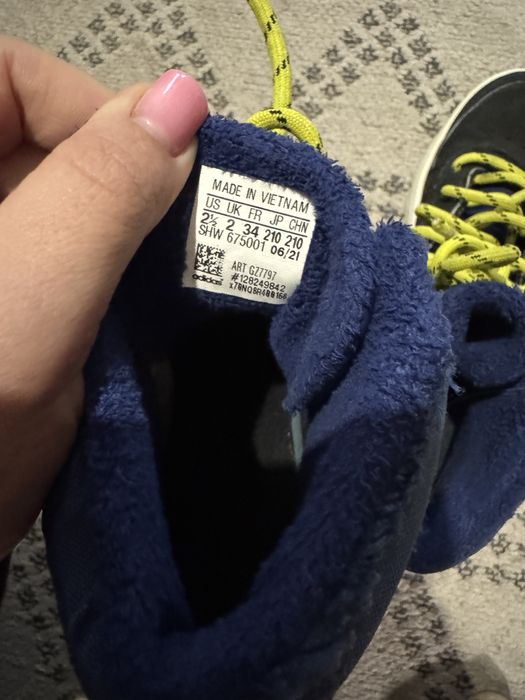 MADE IN VIETNAM
US UK FR JP CHN
2½ 2 34 210 210
SHW 675001 06/21
ART GZ7797
#128249842
adidas